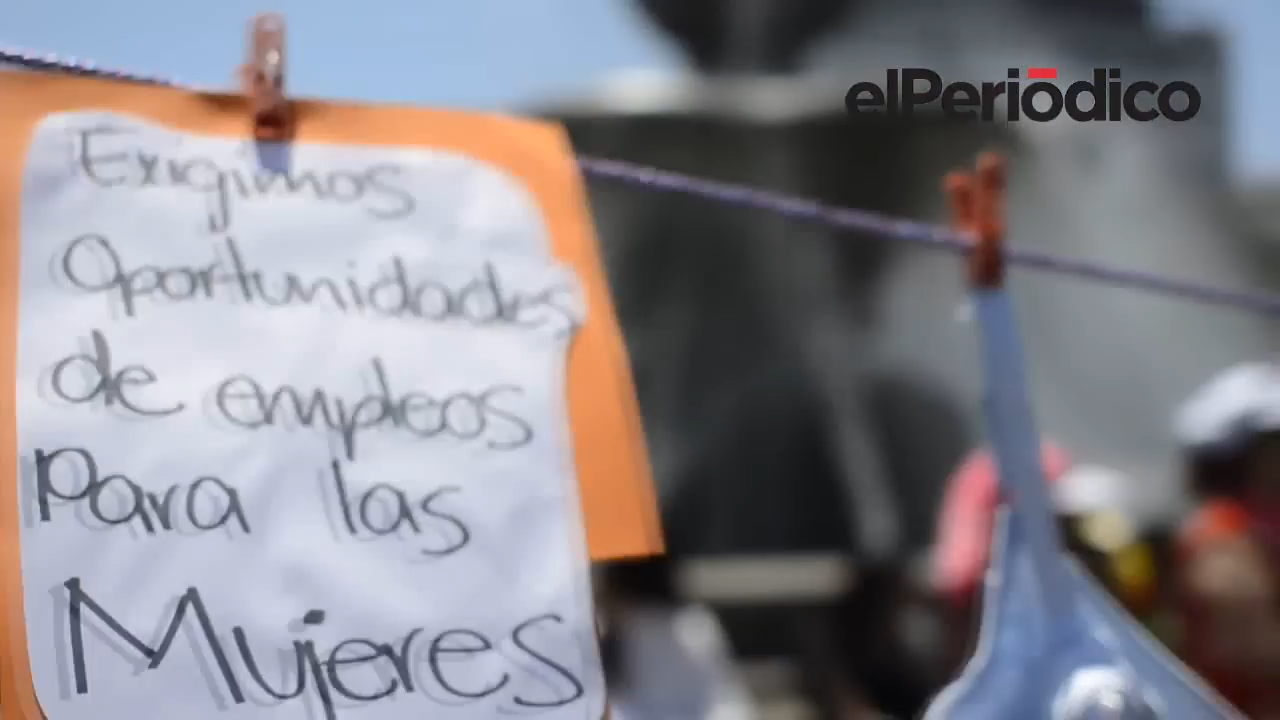 elPeriódico
Exigimos
Oportunidades
de empleos
Para las
Mujeres